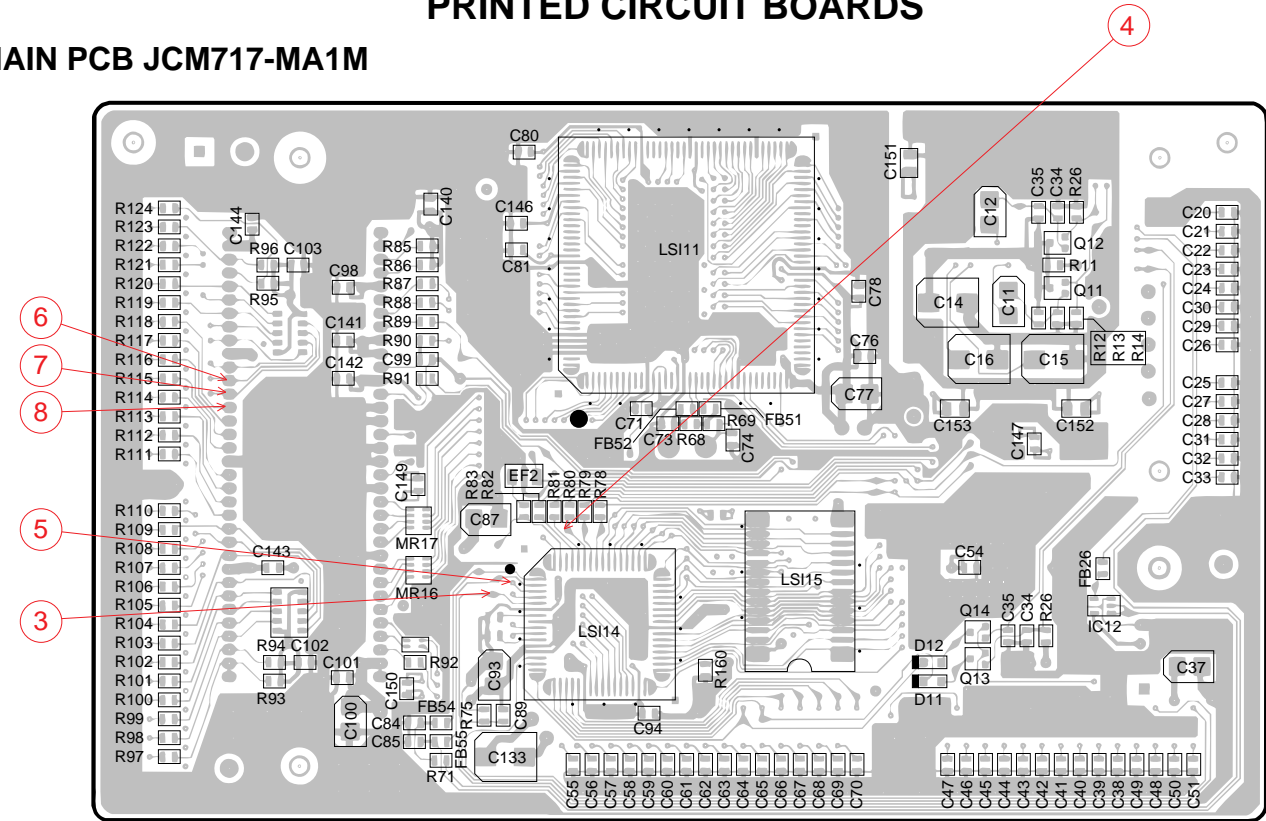 PRINTED CIRCUIT BOARDS
MAIN PCB JCM717-MA1M
4
C80
C151
C140
C146
C144
C35
C34
R26
C12
R124
R123
R122
R121
R120
R119
R118
R117
R116
R115
R114
R113
R112
R111
R96
C103
R95
C98
C141
C142
R85
R86
R87
R88
R89
R90
C99
R91
C81
LSI11
C78
C76
C77
C14
C11
C16
C15
Q12
R11
Q11
R12
R13
R14
C20
C21
C22
C23
C24
C30
C29
C26
C25
C27
C28
C31
C32
C33
6
7
8
C71
FB52
C73
R68
R69
FB51
C74
C153
C152
C147
C149
R83
R82
EF2
R81
R80
R79
R78
C87
5
3
R110
R109
R108
R107
R106
R105
R104
R103
R102
R101
R100
R99
R98
R97
C143
MR17
MR16
LSI14
LSI15
C54
FB26
IC12
Q14
C35
C34
R26
Q13
D12
D11
C37
R94
C102
R93
C101
C100
R92
C150
C93
R160
FB54
C84
C85
FB55
R75
C89
R71
C133
C94
C55
C56
C57
C58
C59
C60
C61
C62
C63
C64
C65
C66
C67
C68
C69
C70
C47
C46
C45
C44
C43
C42
C41
C40
C39
C38
C49
C48
C50
C51